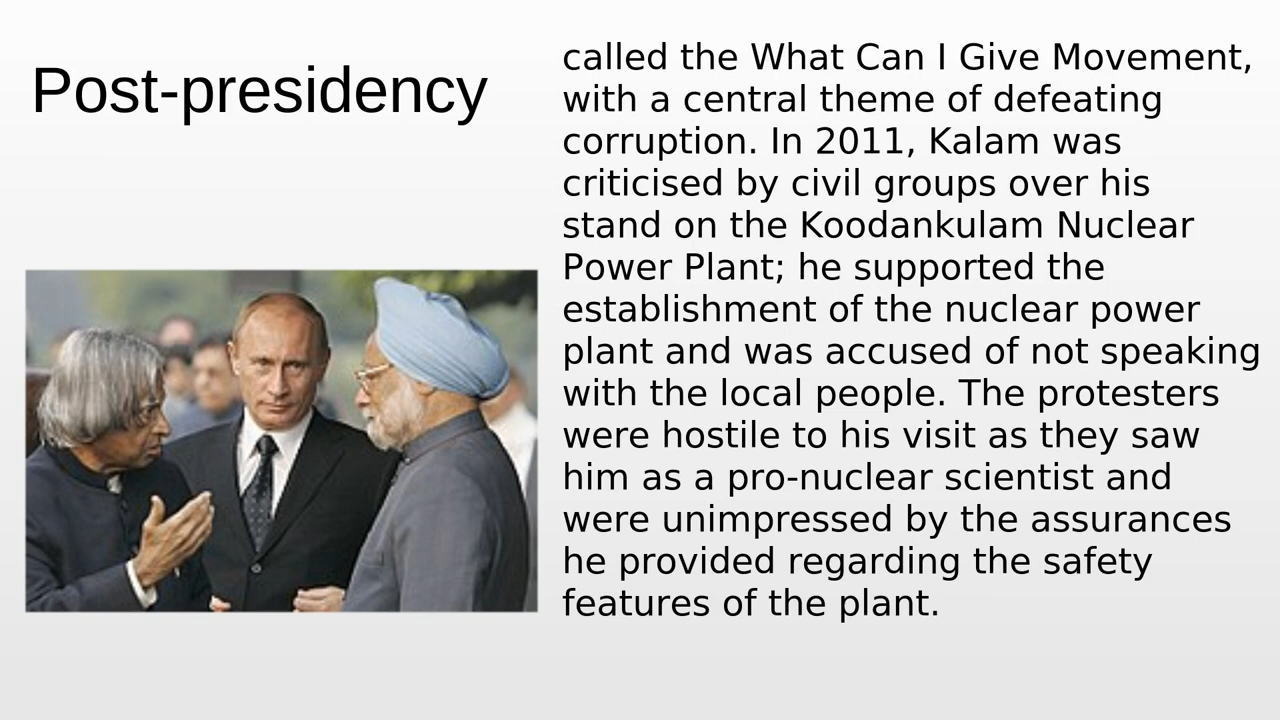 Post-presidency
called the What Can I Give Movement,
with a central theme of defeating
corruption. In 2011, Kalam was
criticised by civil groups over his
stand on the Koodankulam Nuclear
Power Plant; he supported the
establishment of the nuclear power
plant and was accused of not speaking
with the local people. The protesters
were hostile to his visit as they saw
him as a pro-nuclear scientist and
were unimpressed by the assurances
he provided regarding the safety
features of the plant.